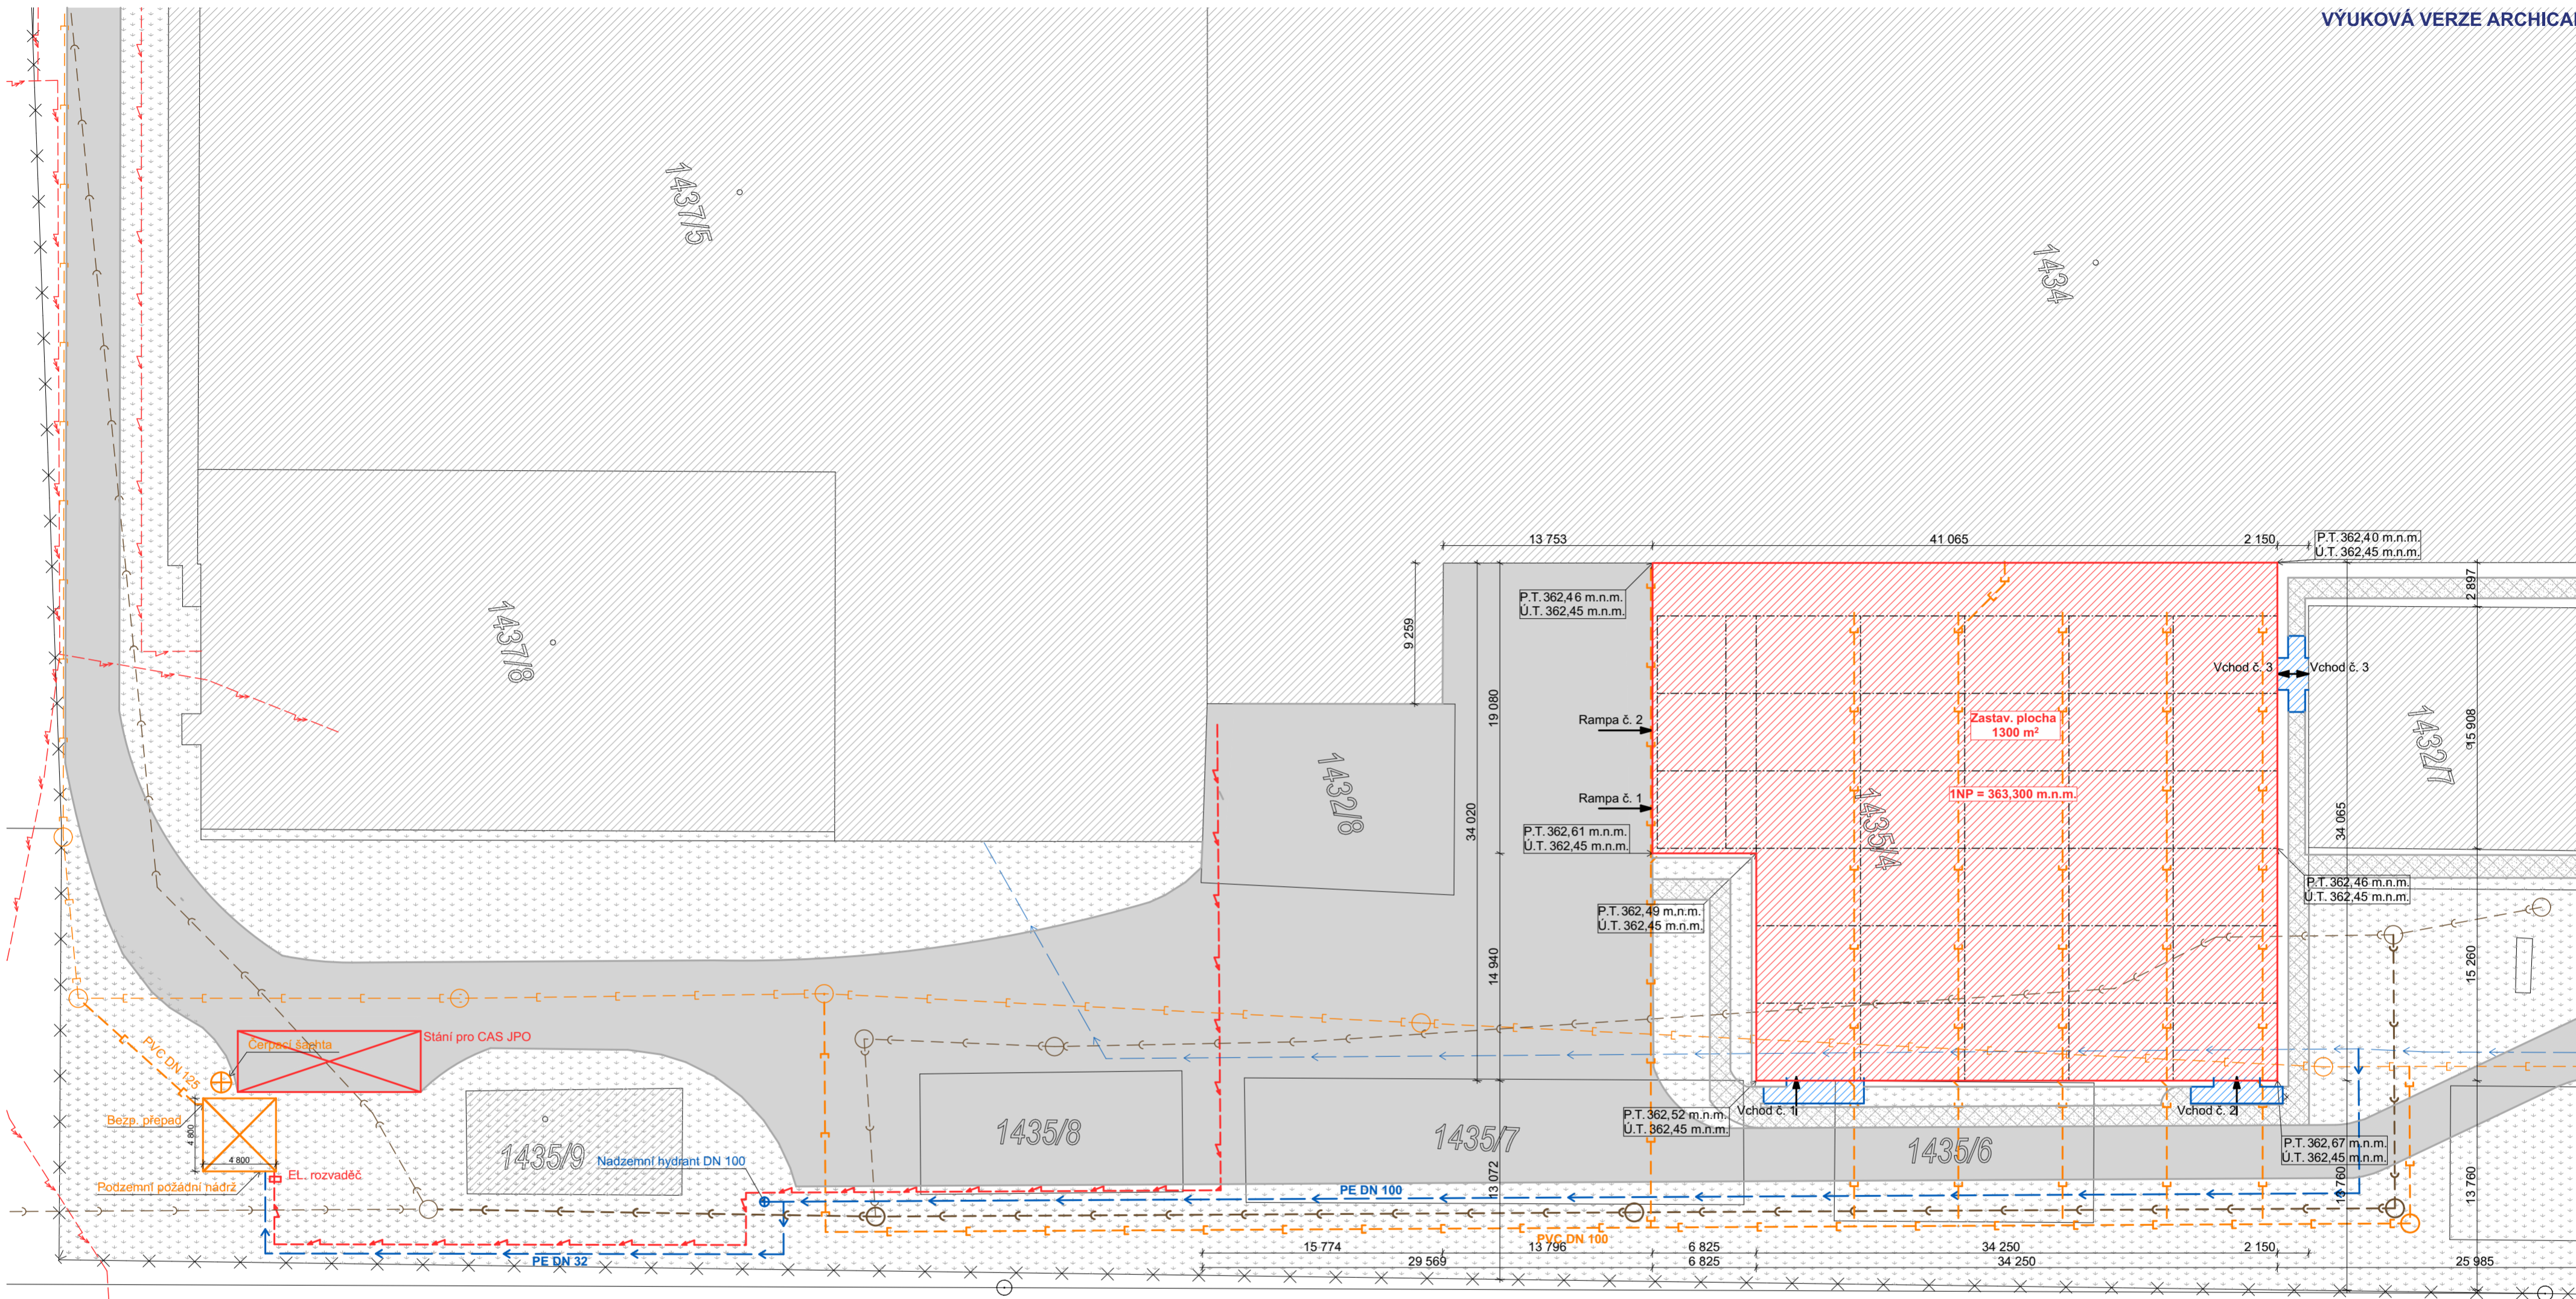 VÝUKOVÁ VERZE ARCHICA
1437/5
1434
13 753
41 065
2 150
P.T. 362,40 m.n.m.
Ú.T. 362,45 m.n.m.
2 897
P.T. 362,46 m.n.m.
Ú.T. 362,45 m.n.m.
9 259
1437/8
Vchod č. 3
Vchod č. 3
19 080
Rampa č. 2
Zastav. plocha
1300 m²
15 908
1432/7
1432/8
Rampa č. 1
1NP = 363,300 m.n.m.
1435/4
34 020
34 065
P.T. 362,61 m.n.m.
Ú.T. 362,45 m.n.m.
P.T. 362,46 m.n.m.
Ú.T. 362,45 m.n.m.
P.T. 362,49 m.n.m.
Ú.T. 362,45 m.n.m.
14 940
15 260
Stání pro CAS JPO
Čerpací šachta
PVC DN 125
Bezp. přepad
4 800
4 800
EL. rozvaděč
Podzemní požádní nádrž
1435/9
Nadzemní hydrant DN 100
1435/8
1435/7
1435/6
P.T. 362,52 m.n.m.
Ú.T. 362,45 m.n.m.
Vchod č. 1
Vchod č. 2
P.T. 362,67 m.n.m.
Ú.T. 362,45 m.n.m.
13 072
13 760
13 760
PE DN 100
PVC DN 100
PE DN 32
15 774
13 796
6 825
34 250
2 150
29 569
6 825
34 250
25 985